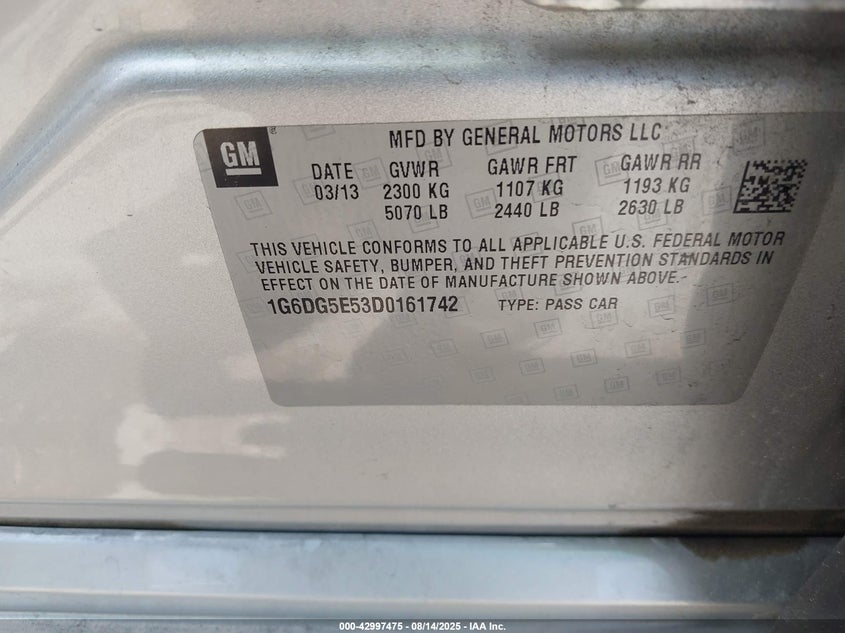 GM
MFD BY GENERAL MOTORS LLC
DATE GVWR GAWR FRT GAWR RR
03/13 2300 KG 1107 KG 1193 KG
5070 LB 2440 LB 2630 LB
THIS VEHICLE CONFORMS TO ALL APPLICABLE U.S. FEDERAL MOTOR
VEHICLE SAFETY, BUMPER, AND THEFT PREVENTION STANDARDS IN
EFFECT ON THE DATE OF MANUFACTURE SHOWN ABOVE.
1G6DG5E53D0161742 TYPE: PASS CAR
000-42997475 - 08/14/2025 - IAA Inc.